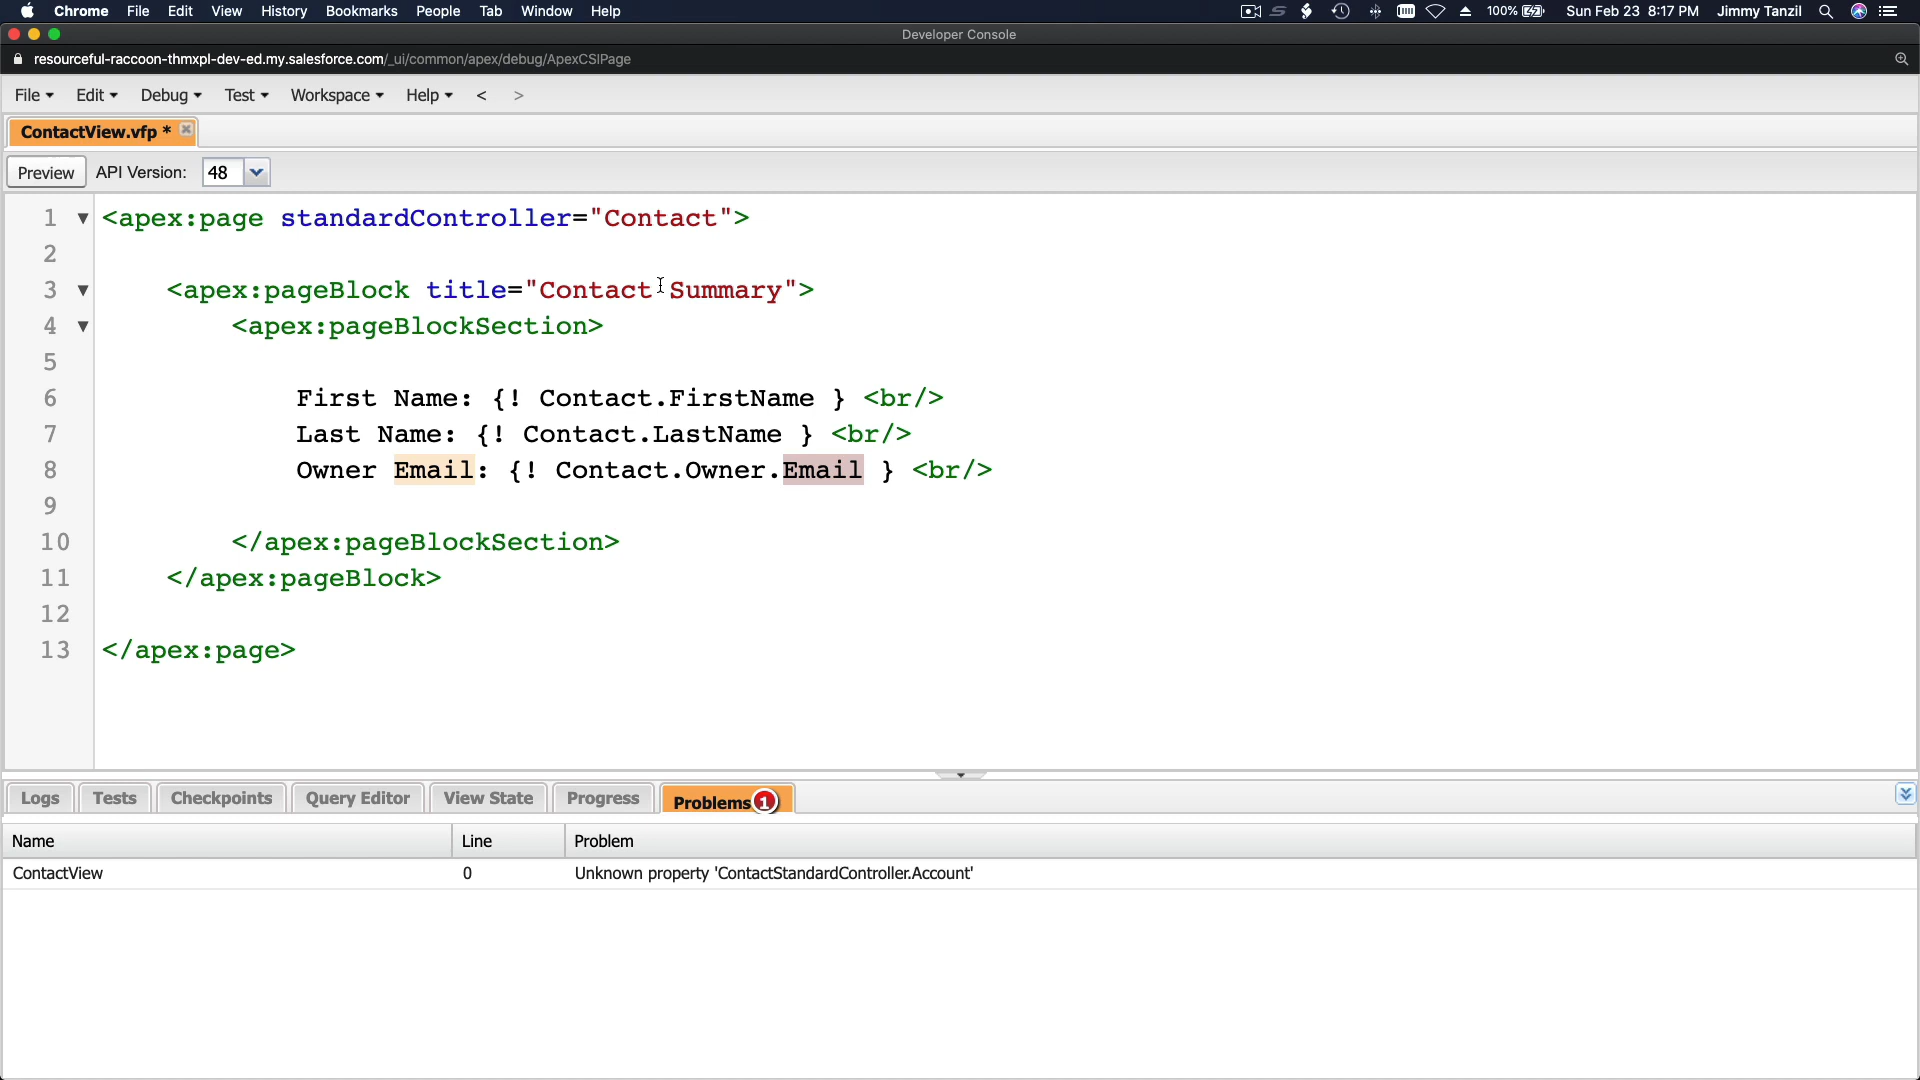 Chrome File Edit View History Bookmarks People Tab Window Help 100% Sun Feb 23 8:17 PM Jimmy Tanzil
Developer Console
resourceful-raccoon-thmxpl-dev-ed.my.salesforce.com/_ui/common/apex/debug/ApexCSIPage
File Edit Debug Test Workspace Help < >
ContactView.vfp *
Preview API Version: 48
1 <apex:page standardController="Contact">
2
3 <apex:pageBlock title="Contact Summary">
4 <apex:pageBlockSection>
5
6 First Name: {! Contact.FirstName } <br/>
7 Last Name: {! Contact.LastName } <br/>
8 Owner Email: {! Contact.Owner.Email } <br/>
9
10 </apex:pageBlockSection>
11 </apex:pageBlock>
12
13 </apex:page>
Logs Tests Checkpoints Query Editor View State Progress Problems 1
Name Line Problem
ContactView 0 Unknown property 'ContactStandardController.Account'